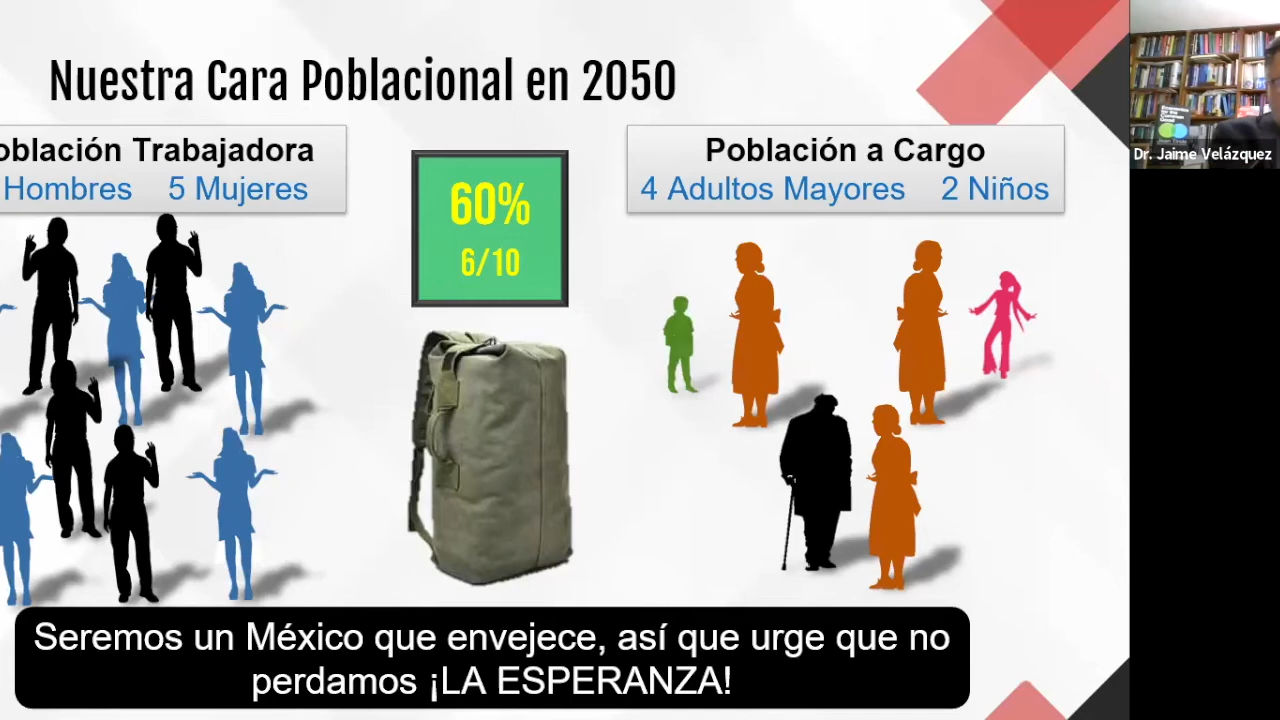 Nuestra Cara Poblacional en 2050
oblación Trabajadora
Hombres 5 Mujeres
60%
6/10
Población a Cargo
4 Adultos Mayores 2 Niños
Dr. Jaime Velázquez
Seremos un México que envejece, así que urge que no
perdamos ¡LA ESPERANZA!